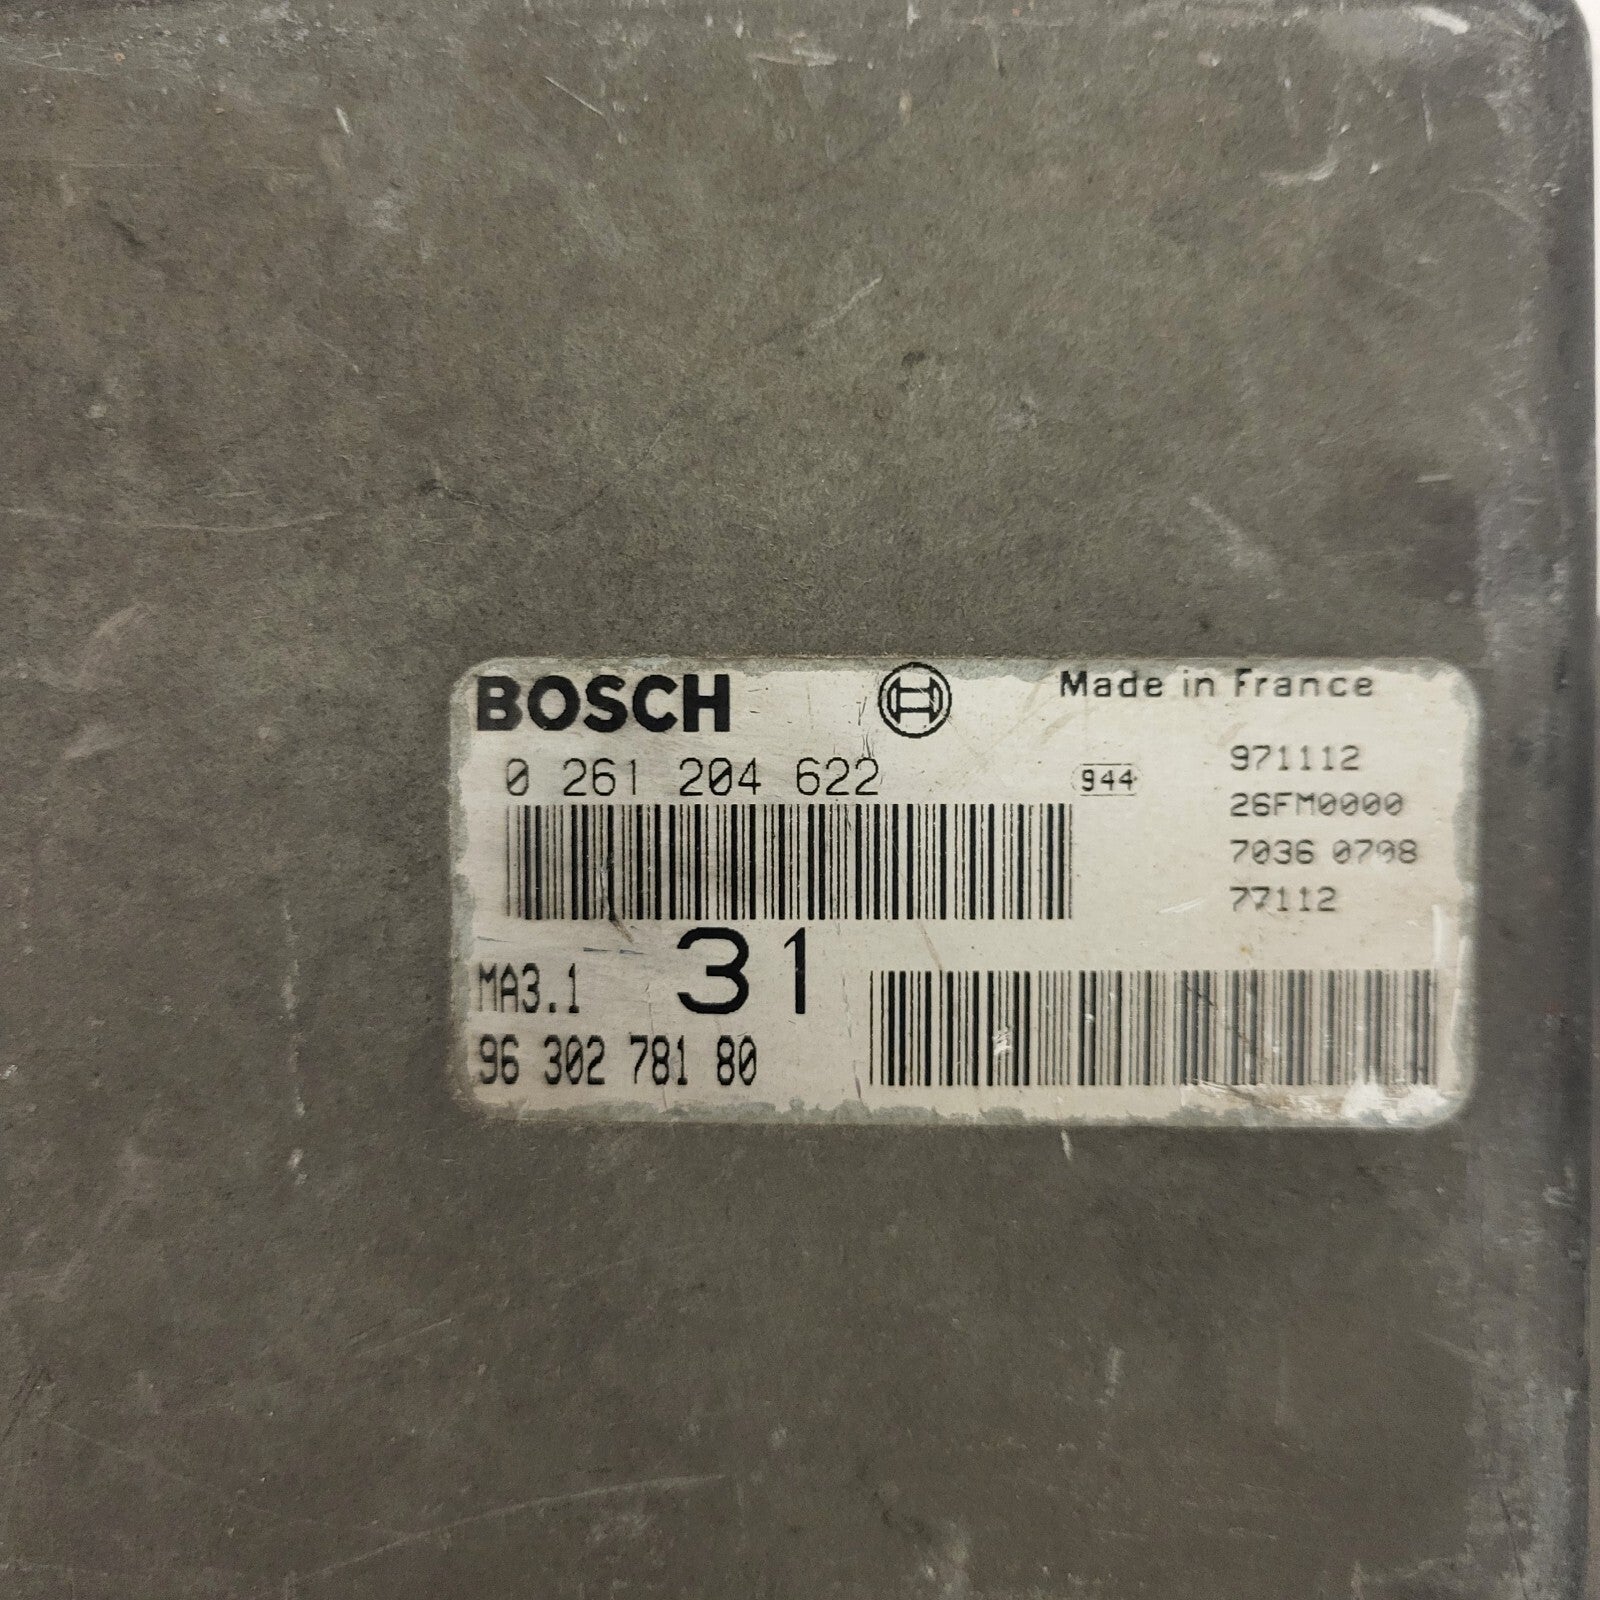 BOSCH
Made in France
0 261 204 622
944
971112
26FM0000
7036 0798
77112
MA3.1
31
96 302 781 80